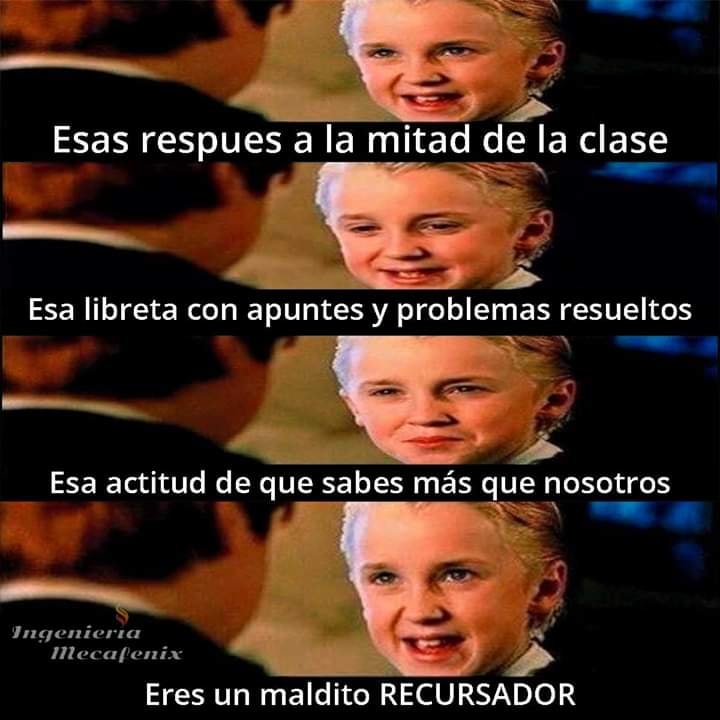 Esas respues a la mitad de la clase
Esa libreta con apuntes y problemas resueltos
Esa actitud de que sabes más que nosotros
Ingenieria
Mecafenix
Eres un maldito RECURSADOR